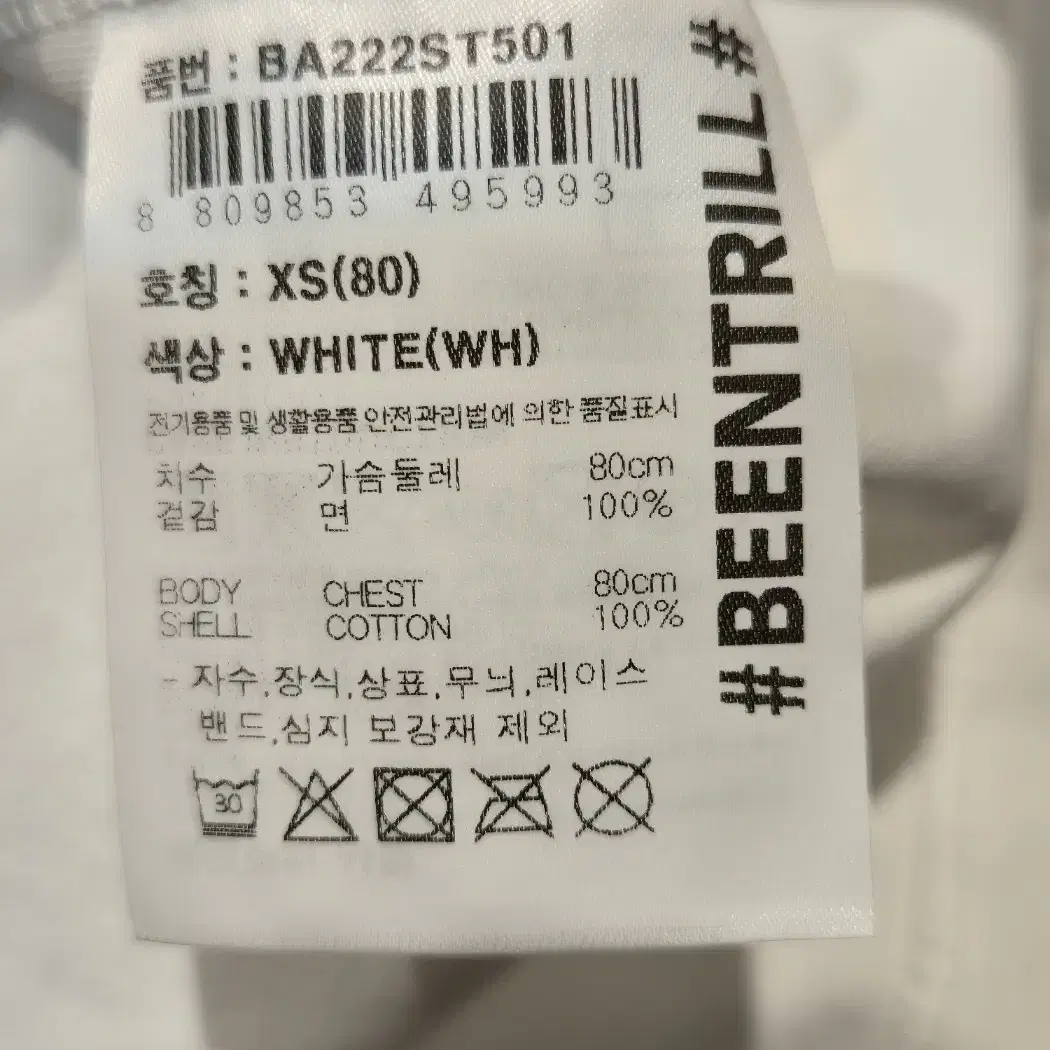 품번 : BA222ST501
8 809853 495993
호칭 : XS(80)
색상 : WHITE(WH)
전기용품 및 생활용품 안전관리법에 의한 품질표시
치수 가슴둘레 80cm
겉감 면 100%
BODY CHEST 80cm
SHELL COTTON 100%
- 자수,장식,상표,무늬,레이스
밴드,심지 보강재 제외
30
#BEENTRILL#